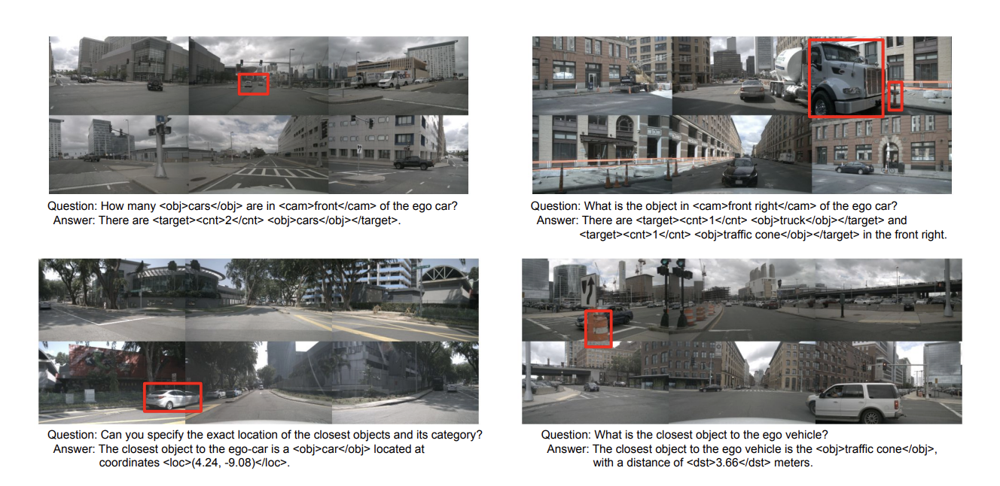 FedEx
Question: How many <obj>cars</obj> are in <cam>front</cam> of the ego car?
Answer: There are <target><cnt>2</cnt> <obj>cars</obj></target>.
Question: What is the object in <cam>front right</cam> of the ego car?
Answer: There are <target><cnt>1</cnt> <obj>truck</obj></target> and
<target><cnt>1</cnt> <obj>traffic cone</obj></target> in the front right.
Question: Can you specify the exact location of the closest objects and its category?
Answer: The closest object to the ego-car is a <obj>car</obj> located at
coordinates <loc>(4.24, -9.08)</loc>.
Question: What is the closest object to the ego vehicle?
Answer: The closest object to the ego vehicle is the <obj>traffic cone</obj>,
with a distance of <dst>3.66</dst> meters.